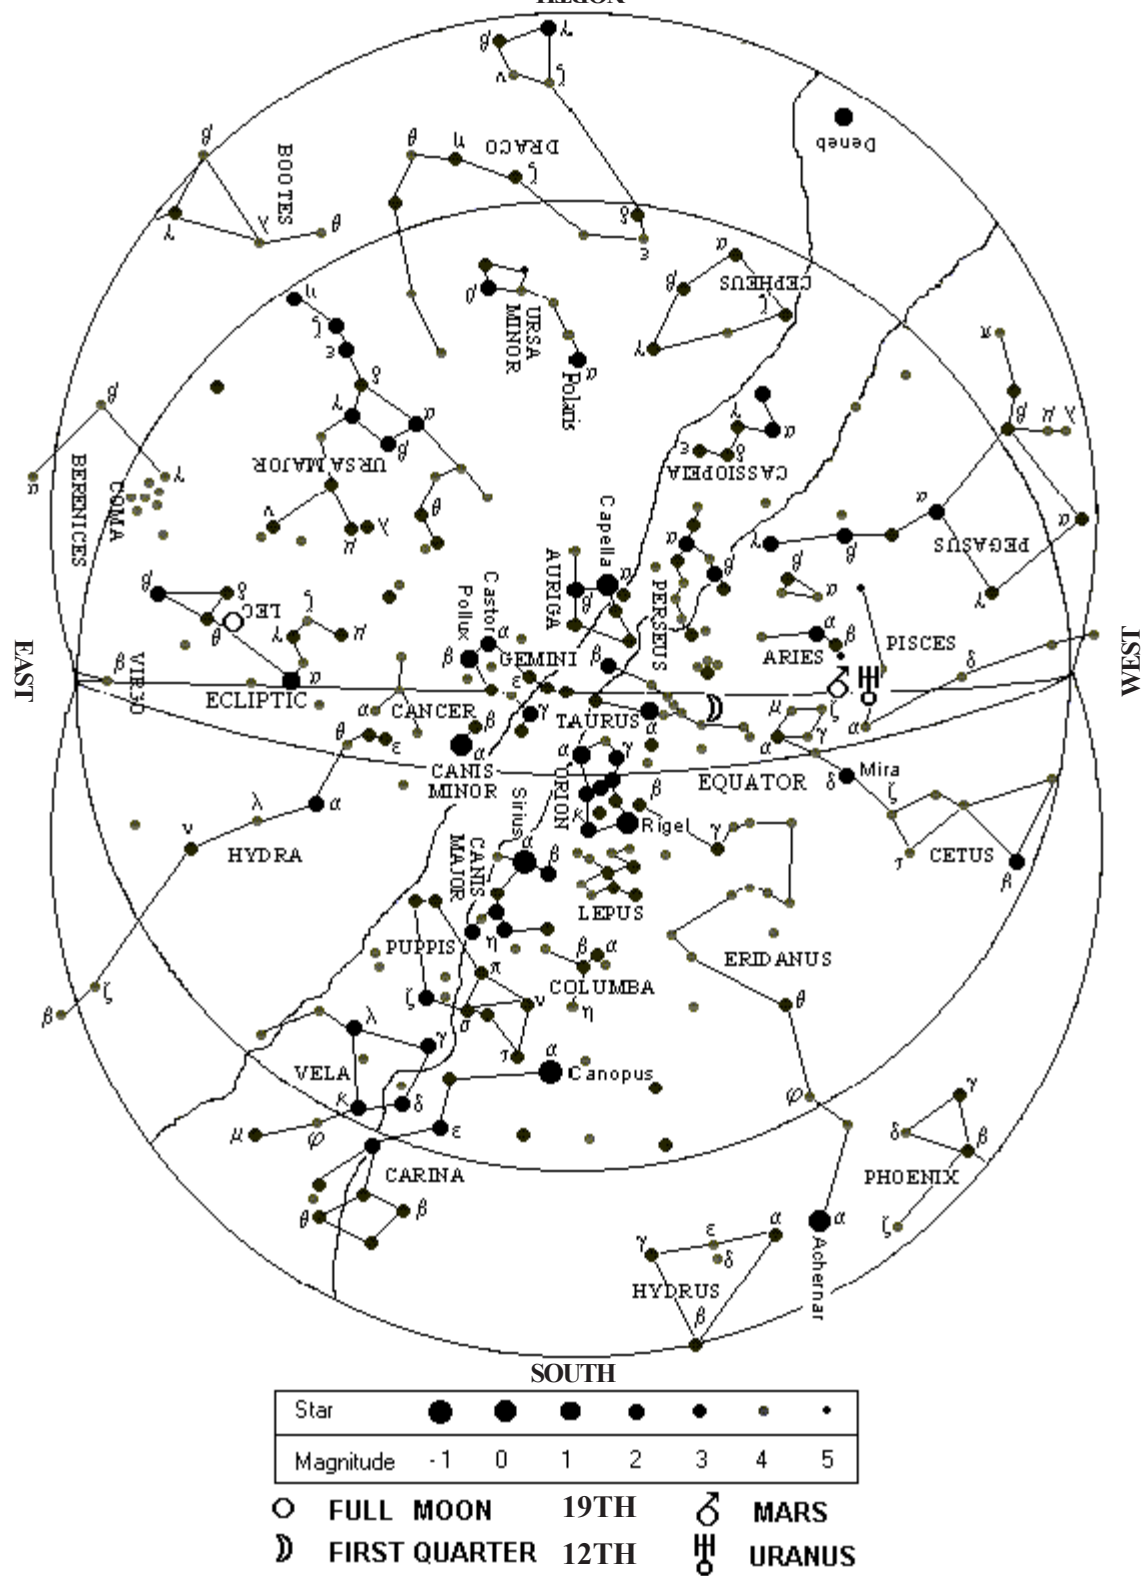 NORTH
γ
β
ν
ξ
Deneb
DRACO
θ
η
ζ
δ
ε
BOOTES
β
γ
λ
θ
CEPHEUS
α
β
ζ
γ
URSA
MINOR
β
α
Polaris
η
ζ
ε
δ
γ
α
β
URSA MAJOR
θ
ν
μ
λ
CASSIOPEIA
γ
α
ε
δ
π
β
μ
λ
PEGASUS
α
α
γ
β
γ
COMA
BERENICES
β
α
γ
Capella
α
AURIGA
β
PERSEUS
α
β
β
α
LEO
β
δ
θ
ζ
γ
μ
α
Castor
Pollux
α
β
GEMINI
ε
γ
β
ARIES
α
β
PISCES
δ
α
EAST
WEST
VIRGO
β
ECLIPTIC
CANCER
α
TAURUS
α
μ
ζ
α
γ
θ
ε
β
α
CANIS
MINOR
EQUATOR
δ
Mira
ORION
α
γ
κ
β
Rigel
Sirius
α
β
λ
α
ν
HYDRA
γ
ζ
τ
CETUS
β
CANIS
MAJOR
η
LEPUS
PUPPIS
π
ζ
σ
ν
τ
β
α
COLUMBA
η
ERIDANUS
θ
β
ζ
λ
γ
VELA
κ
δ
μ
φ
α
Canopus
ε
φ
γ
δ
β
PHOENIX
ζ
CARINA
θ
β
α
Achernar
γ
ε
δ
α
HYDRUS
β
SOUTH
Star
Magnitude -1 0 1 2 3 4 5
FULL MOON 19TH MARS
FIRST QUARTER 12TH URANUS